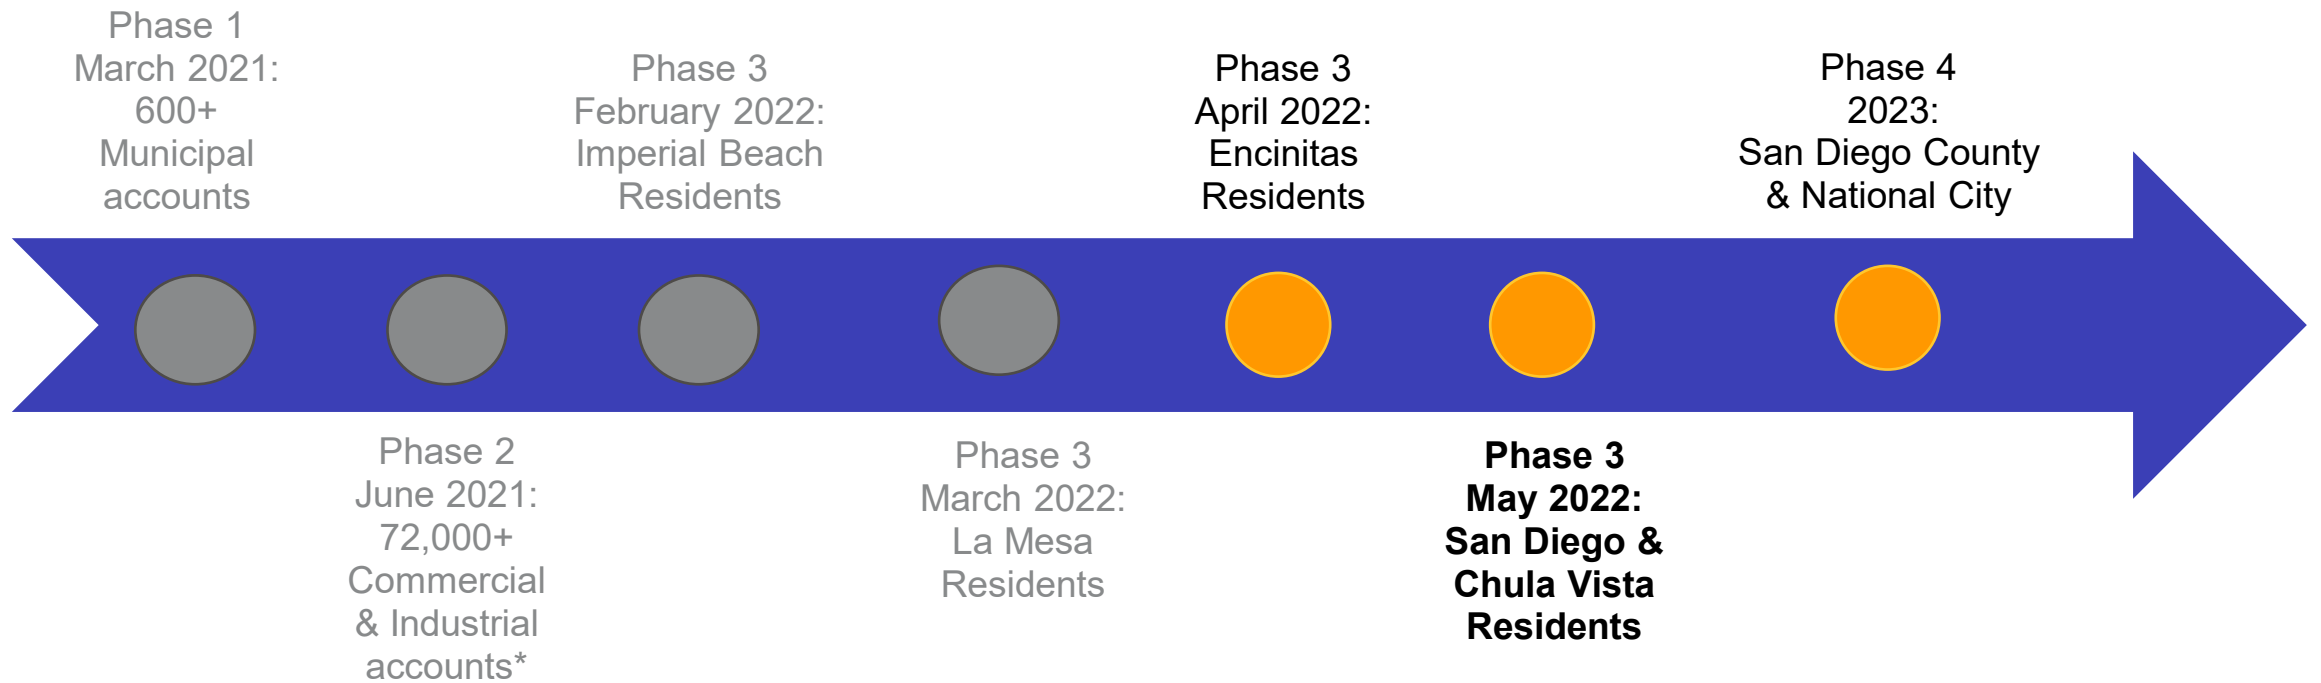 Phase 1
March 2021:
600+
Municipal
accounts
Phase 2
June 2021:
72,000+
Commercial
& Industrial
accounts*
Phase 3
February 2022:
Imperial Beach
Residents
Phase 3
March 2022:
La Mesa
Residents
Phase 3
April 2022:
Encinitas
Residents
Phase 3
May 2022:
San Diego &
Chula Vista
Residents
Phase 4
2023:
San Diego County
& National City